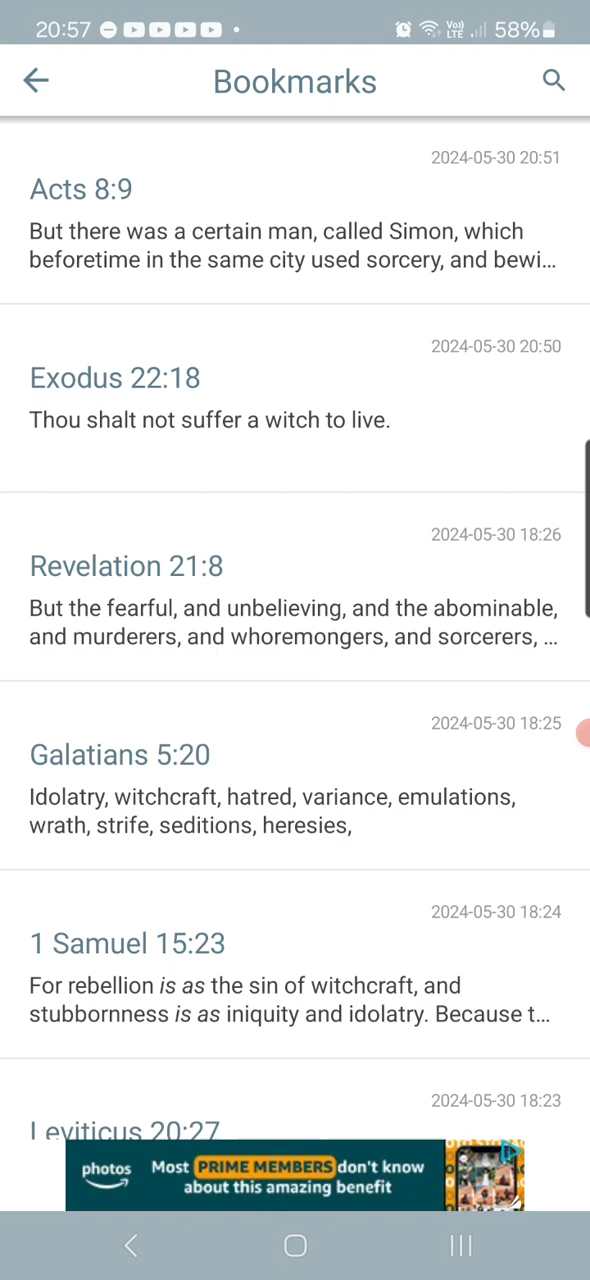 20:57
VoD
LTE
58%
Bookmarks
2024-05-30 20:51
Acts 8:9
But there was a certain man, called Simon, which
beforetime in the same city used sorcery, and bewi...
2024-05-30 20:50
Exodus 22:18
Thou shalt not suffer a witch to live.
2024-05-30 18:26
Revelation 21:8
But the fearful, and unbelieving, and the abominable,
and murderers, and whoremongers, and sorcerers, ...
2024-05-30 18:25
Galatians 5:20
Idolatry, witchcraft, hatred, variance, emulations,
wrath, strife, seditions, heresies,
2024-05-30 18:24
1 Samuel 15:23
For rebellion is as the sin of witchcraft, and
stubbornness is as iniquity and idolatry. Because t...
2024-05-30 18:23
Leviticus 20:27
photos
Most PRIME MEMBERS don't know
about this amazing benefit